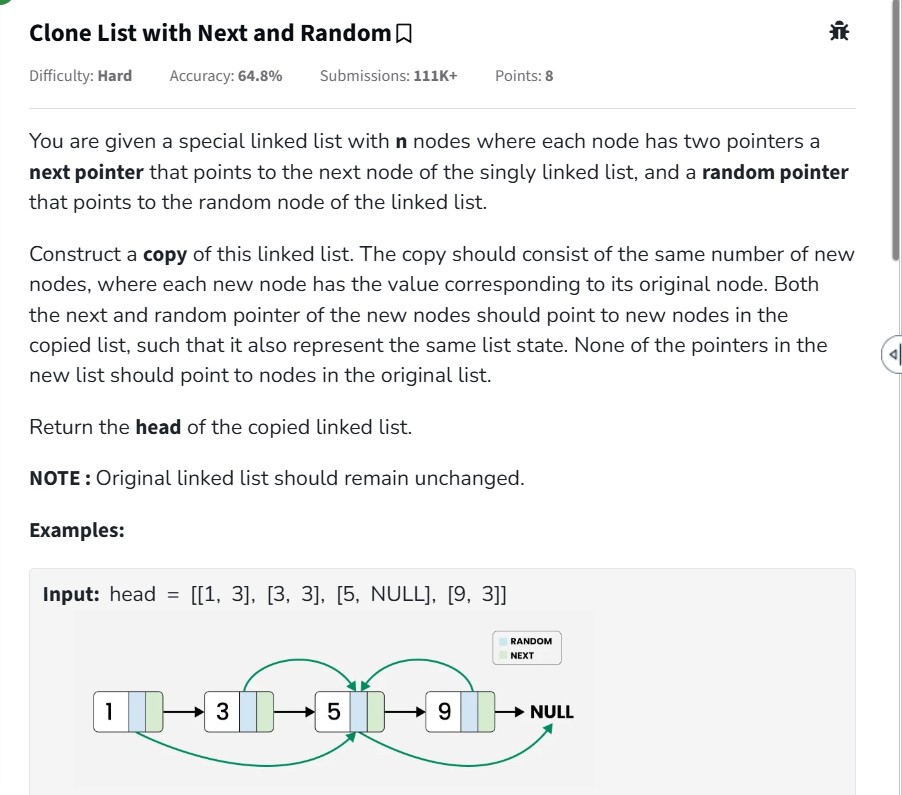 Clone List with Next and Random
Difficulty: Hard Accuracy: 64.8% Submissions: 111K+ Points: 8
You are given a special linked list with n nodes where each node has two pointers a
next pointer that points to the next node of the singly linked list, and a random pointer
that points to the random node of the linked list.
Construct a copy of this linked list. The copy should consist of the same number of new
nodes, where each new node has the value corresponding to its original node. Both
the next and random pointer of the new nodes should point to new nodes in the
copied list, such that it also represent the same list state. None of the pointers in the
new list should point to nodes in the original list.
Return the head of the copied linked list.
NOTE : Original linked list should remain unchanged.
Examples:
Input: head = [[1, 3], [3, 3], [5, NULL], [9, 3]]
RANDOM
NEXT
1 3 5 9 NULL